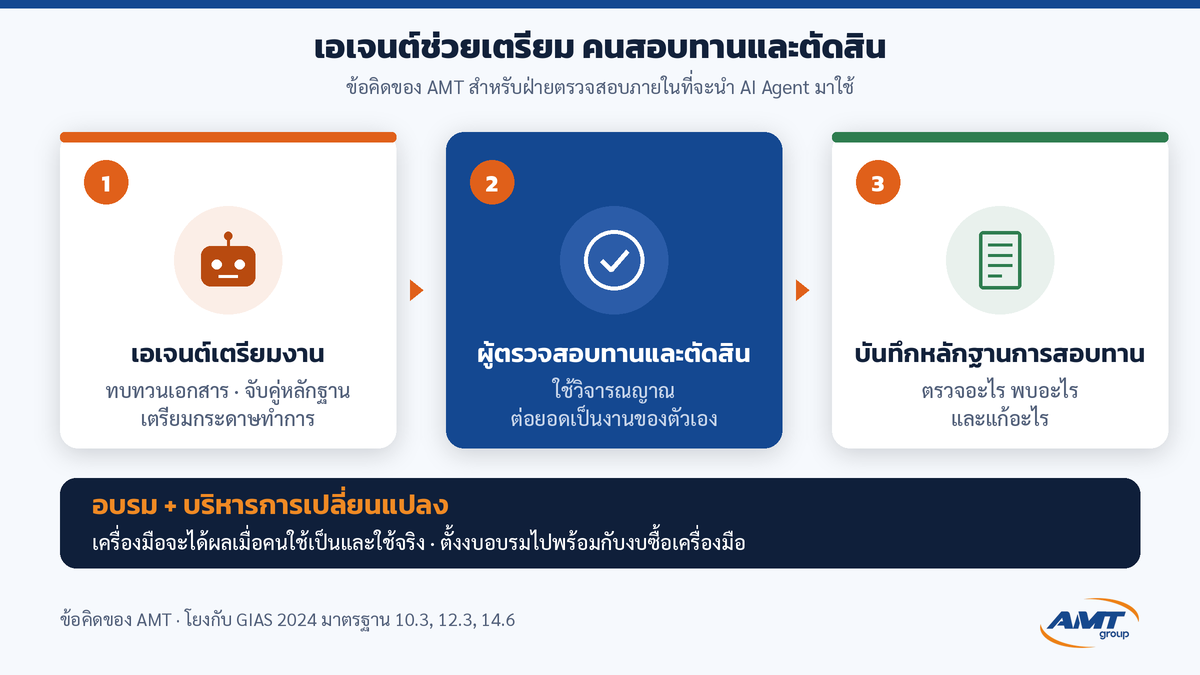 เอเจนต์ช่วยเตรียม คนสอบทานและตัดสิน
ข้อคิดของ AMT สำหรับฝ่ายตรวจสอบภายในที่จะนำ AI Agent มาใช้
1
เอเจนต์เตรียมงาน
ทบทวนเอกสาร · จับคู่หลักฐาน
เตรียมกระดาษทำการ
2
ผู้ตรวจสอบทานและตัดสิน
ใช้วิจารณญาณ
ต่อยอดเป็นงานของตัวเอง
3
บันทึกหลักฐานการสอบทาน
ตรวจอะไร พบอะไร
และแก้อะไร
อบรม + บริหารการเปลี่ยนแปลง
เครื่องมือจะได้ผลเมื่อคนใช้เป็นและใช้จริง · ตั้งงบอบรมไปพร้อมกับงบซื้อเครื่องมือ
ข้อคิดของ AMT · โยงกับ GIAS 2024 มาตรฐาน 10.3, 12.3, 14.6
AMT
group